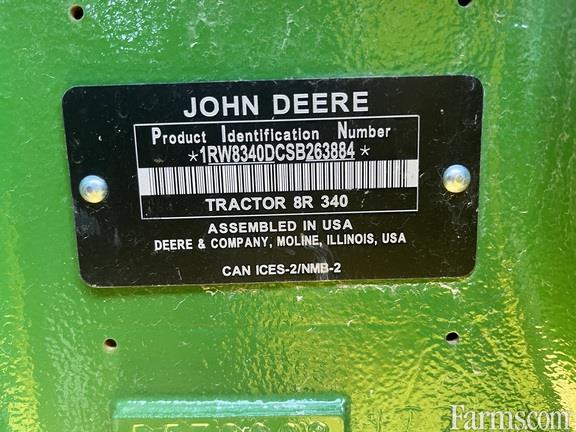 JOHN DEERE
Product Identification Number
*1RW8340DCSB263884*
TRACTOR 8R 340
ASSEMBLED IN USA
DEERE & COMPANY, MOLINE, ILLINOIS, USA
CAN ICES-2/NMB-2
Farms.com